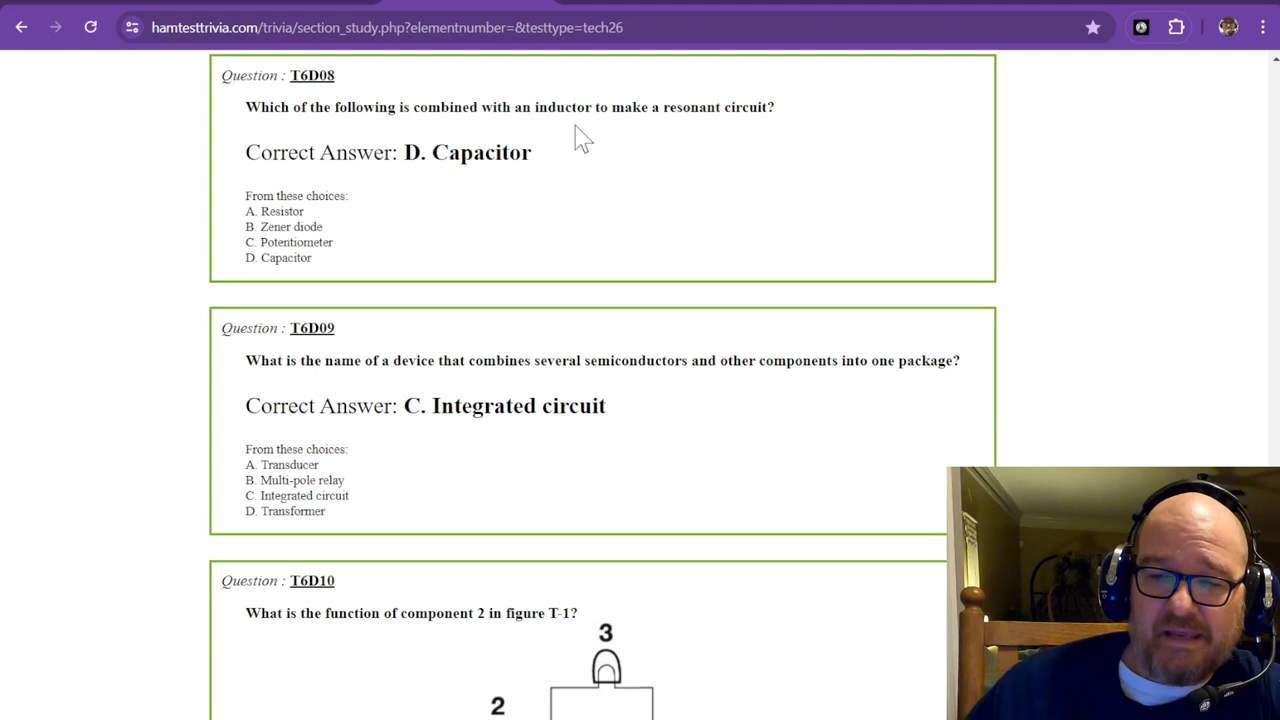 hamtesttrivia.com/trivia/section_study.php?elementnumber=&testtype=tech26
Question : T6D08
Which of the following is combined with an inductor to make a resonant circuit?
Correct Answer: D. Capacitor
From these choices:
A. Resistor
B. Zener diode
C. Potentiometer
D. Capacitor
Question : T6D09
What is the name of a device that combines several semiconductors and other components into one package?
Correct Answer: C. Integrated circuit
From these choices:
A. Transducer
B. Multi-pole relay
C. Integrated circuit
D. Transformer
Question : T6D10
What is the function of component 2 in figure T-1?
3
2